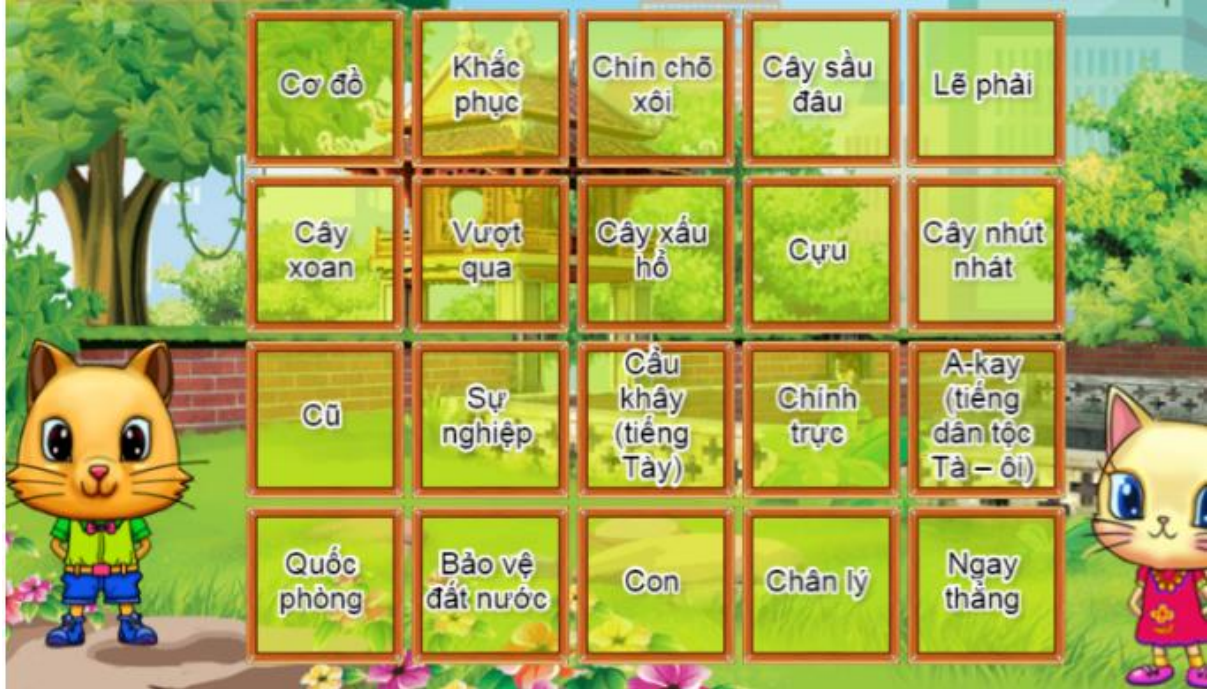 Cơ đồ
Khắc
phục
Chín chõ
xôi
Cây sầu
đâu
Lẽ phải
Cây
xoan
Vượt
qua
Cây xấu
hổ
Cựu
Cây nhút
nhát
Cũ
Sự
nghiệp
Cẩu
khây
(tiếng
Tày)
Chính
trực
A-kay
(tiếng
dân tộc
Tà – ôi)
Quốc
phòng
Bảo vệ
đất nước
Con
Chân lý
Ngay
thẳng